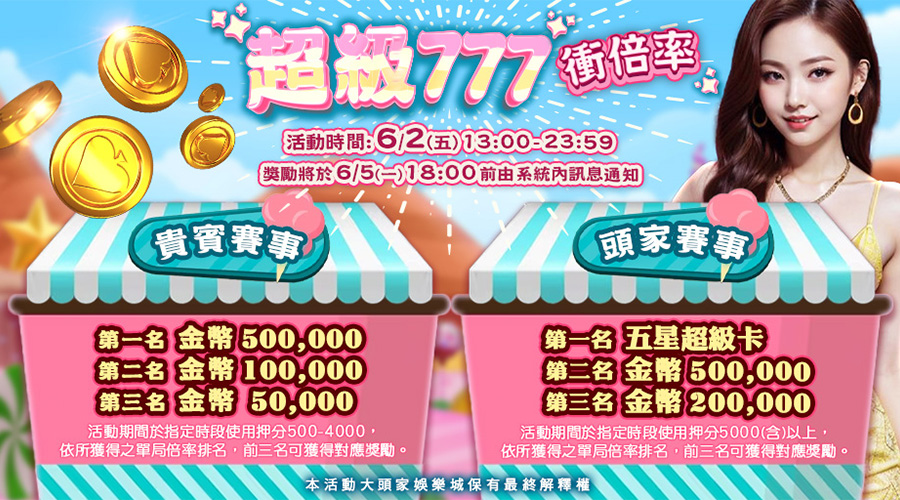 超級777 衝倍率
活動時間: 6/2(五) 13:00-23:59
獎勵將於 6/5(一) 18:00 前由系統內訊息通知
貴賓賽事
第一名 金幣 500,000
第二名 金幣 100,000
第三名 金幣 50,000
活動期間於指定時段使用押分500-4000，
依所獲得之單局倍率排名，前三名可獲得對應獎勵。
頭家賽事
第一名 五星超級卡
第二名 金幣 500,000
第三名 金幣 200,000
活動期間於指定時段使用押分5000(含)以上，
依所獲得之單局倍率排名，前三名可獲得對應獎勵。
本活動大頭家娛樂城保有最終解釋權